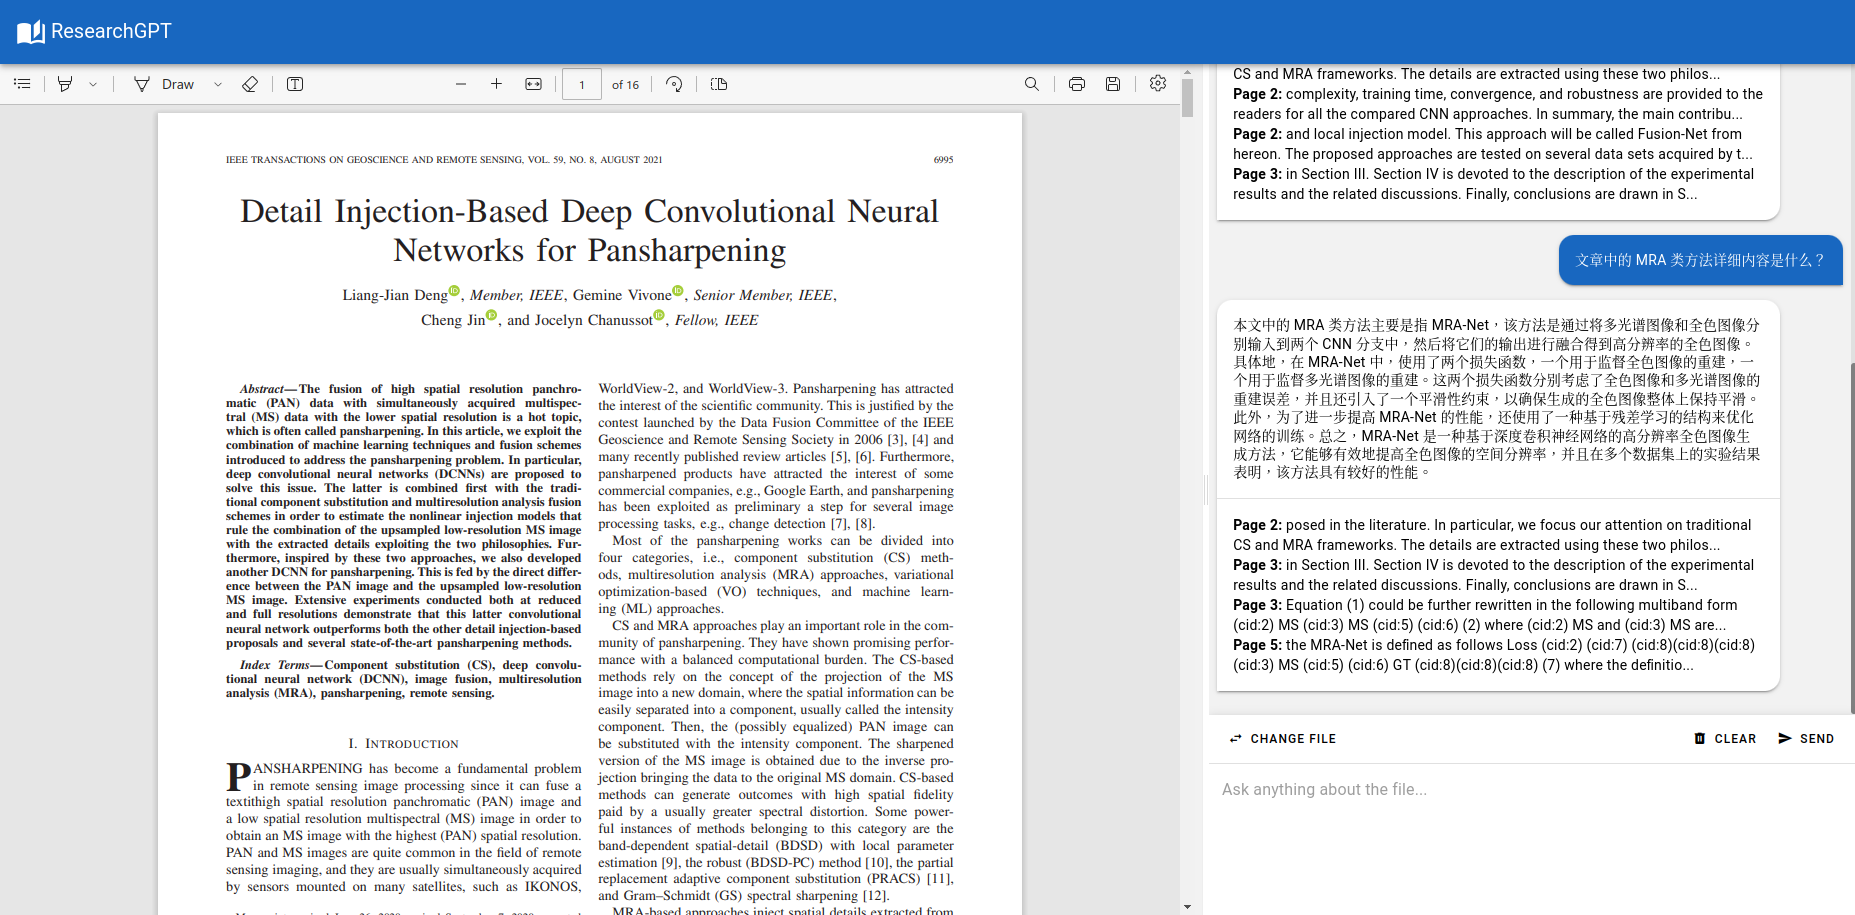 ResearchGPT
Draw
1 of 16
IEEE TRANSACTIONS ON GEOSCIENCE AND REMOTE SENSING, VOL. 59, NO. 8, AUGUST 2021 6995
Detail Injection-Based Deep Convolutional Neural
Networks for Pansharpening
Liang-Jian Deng, Member, IEEE, Gemine Vivone, Senior Member, IEEE,
Cheng Jin, and Jocelyn Chanussot, Fellow, IEEE
Abstract—The fusion of high spatial resolution panchro-
matic (PAN) data with simultaneously acquired multispec-
tral (MS) data with the lower spatial resolution is a hot topic,
which is often called pansharpening. In this article, we exploit the
combination of machine learning techniques and fusion schemes
introduced to address the pansharpening problem. In particular,
deep convolutional neural networks (DCNNs) are proposed to
solve this issue. The latter is combined first with the tradi-
tional component substitution and multiresolution analysis fusion
schemes in order to estimate the nonlinear injection models that
rule the combination of the upsampled low-resolution MS image
with the extracted details exploiting the two philosophies. Fur-
thermore, inspired by these two approaches, we also developed
another DCNN for pansharpening. This is fed by the direct differ-
ence between the PAN image and the upsampled low-resolution
MS image. Extensive experiments conducted both at reduced
and full resolutions demonstrate that this latter convolutional
neural network outperforms both the other detail injection-based
proposals and several state-of-the-art pansharpening methods.
Index Terms—Component substitution (CS), deep convolu-
tional neural network (DCNN), image fusion, multiresolution
analysis (MRA), pansharpening, remote sensing.
I. INTRODUCTION
PANSHARPENING has become a fundamental problem
in remote sensing image processing since it can fuse a
textithigh spatial resolution panchromatic (PAN) image and
a low spatial resolution multispectral (MS) image in order to
obtain an MS image with the highest (PAN) spatial resolution.
PAN and MS images are quite common in the field of remote
sensing imaging, and they are usually simultaneously acquired
by sensors mounted on many satellites, such as IKONOS,
WorldView-2, and WorldView-3. Pansharpening has attracted
the interest of the scientific community. This is justified by the
contest launched by the Data Fusion Committee of the IEEE
Geoscience and Remote Sensing Society in 2006 [3], [4] and
many recently published review articles [5], [6]. Furthermore,
pansharpened products have attracted the interest of some
commercial companies, e.g., Google Earth, and pansharpening
has been exploited as preliminary a step for several image
processing tasks, e.g., change detection [7], [8].
Most of the pansharpening works can be divided into
four categories, i.e., component substitution (CS) meth-
ods, multiresolution analysis (MRA) approaches, variational
optimization-based (VO) techniques, and machine learn-
ing (ML) approaches.
CS and MRA approaches play an important role in the com-
munity of pansharpening. They have shown promising perfor-
mance with a balanced computational burden. The CS-based
methods rely on the concept of the projection of the MS
image into a new domain, where the spatial information can be
easily separated into a component, usually called the intensity
component. Then, the (possibly equalized) PAN image can
be substituted with the intensity component. The sharpened
version of the MS image is obtained due to the inverse pro-
jection bringing the data to the original MS domain. CS-based
methods can generate outcomes with high spatial fidelity
paid by a usually greater spectral distortion. Some power-
ful instances of methods belonging to this category are the
band-dependent spatial-detail (BDSD) with local parameter
estimation [9], the robust (BDSD-PC) method [10], the partial
replacement adaptive component substitution (PRACS) [11],
and Gram–Schmidt (GS) spectral sharpening [12].
MRA-based approaches inject spatial details extracted from
CS and MRA frameworks. The details are extracted using these two philos...
Page 2: complexity, training time, convergence, and robustness are provided to the
readers for all the compared CNN approaches. In summary, the main contribu...
Page 2: and local injection model. This approach will be called Fusion-Net from
hereon. The proposed approaches are tested on several data sets acquired by t...
Page 3: in Section III. Section IV is devoted to the description of the experimental
results and the related discussions. Finally, conclusions are drawn in S...
文章中的 MRA 类方法详细内容是什么？
本文中的 MRA 类方法主要是指 MRA-Net，该方法是通过将多光谱图像和全色图像分
别输入到两个 CNN 分支中，然后将它们的输出进行融合得到高分辨率的全色图像。
具体地，在 MRA-Net 中，使用了两个损失函数，一个用于监督全色图像的重建，一
个用于监督多光谱图像的重建。这两个损失函数分别考虑了全色图像和多光谱图像的
重建误差，并且还引入了一个平滑性约束，以确保生成的全色图像整体上保持平滑。
此外，为了进一步提高 MRA-Net 的性能，还使用了一种基于残差学习的结构来优化
网络的训练。总之，MRA-Net 是一种基于深度卷积神经网络的高分辨率全色图像生
成方法，它能够有效地提高全色图像的空间分辨率，并且在多个数据集上的实验结果
表明，该方法具有较好的性能。
Page 2: posed in the literature. In particular, we focus our attention on traditional
CS and MRA frameworks. The details are extracted using these two philos...
Page 3: in Section III. Section IV is devoted to the description of the experimental
results and the related discussions. Finally, conclusions are drawn in S...
Page 3: Equation (1) could be further rewritten in the following multiband form
(cid:2) MS (cid:3) MS (cid:5) (cid:6) (2) where (cid:2) MS and (cid:3) MS are...
Page 5: the MRA-Net is defined as follows Loss (cid:2) (cid:7) (cid:8)(cid:8)(cid:8)
(cid:3) MS (cid:5) (cid:6) GT (cid:8)(cid:8)(cid:8) (7) where the definitio...
CHANGE FILE CLEAR SEND
Ask anything about the file...